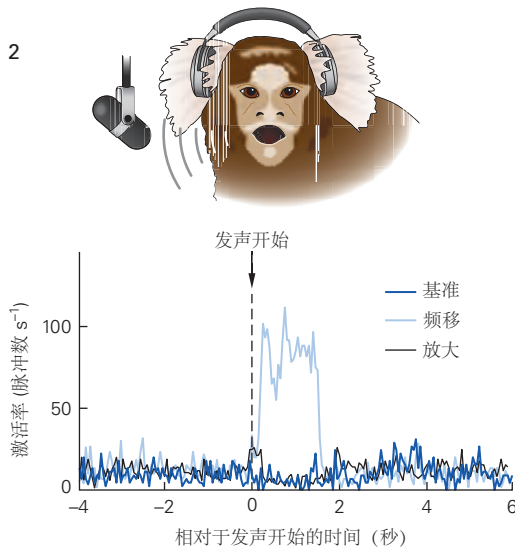 2
发声开始
基准
频移
放大
激活率 (脉冲数 s⁻¹)
100
50
0
–4 –2 0 2 4 6
相对于发声开始的时间（秒）